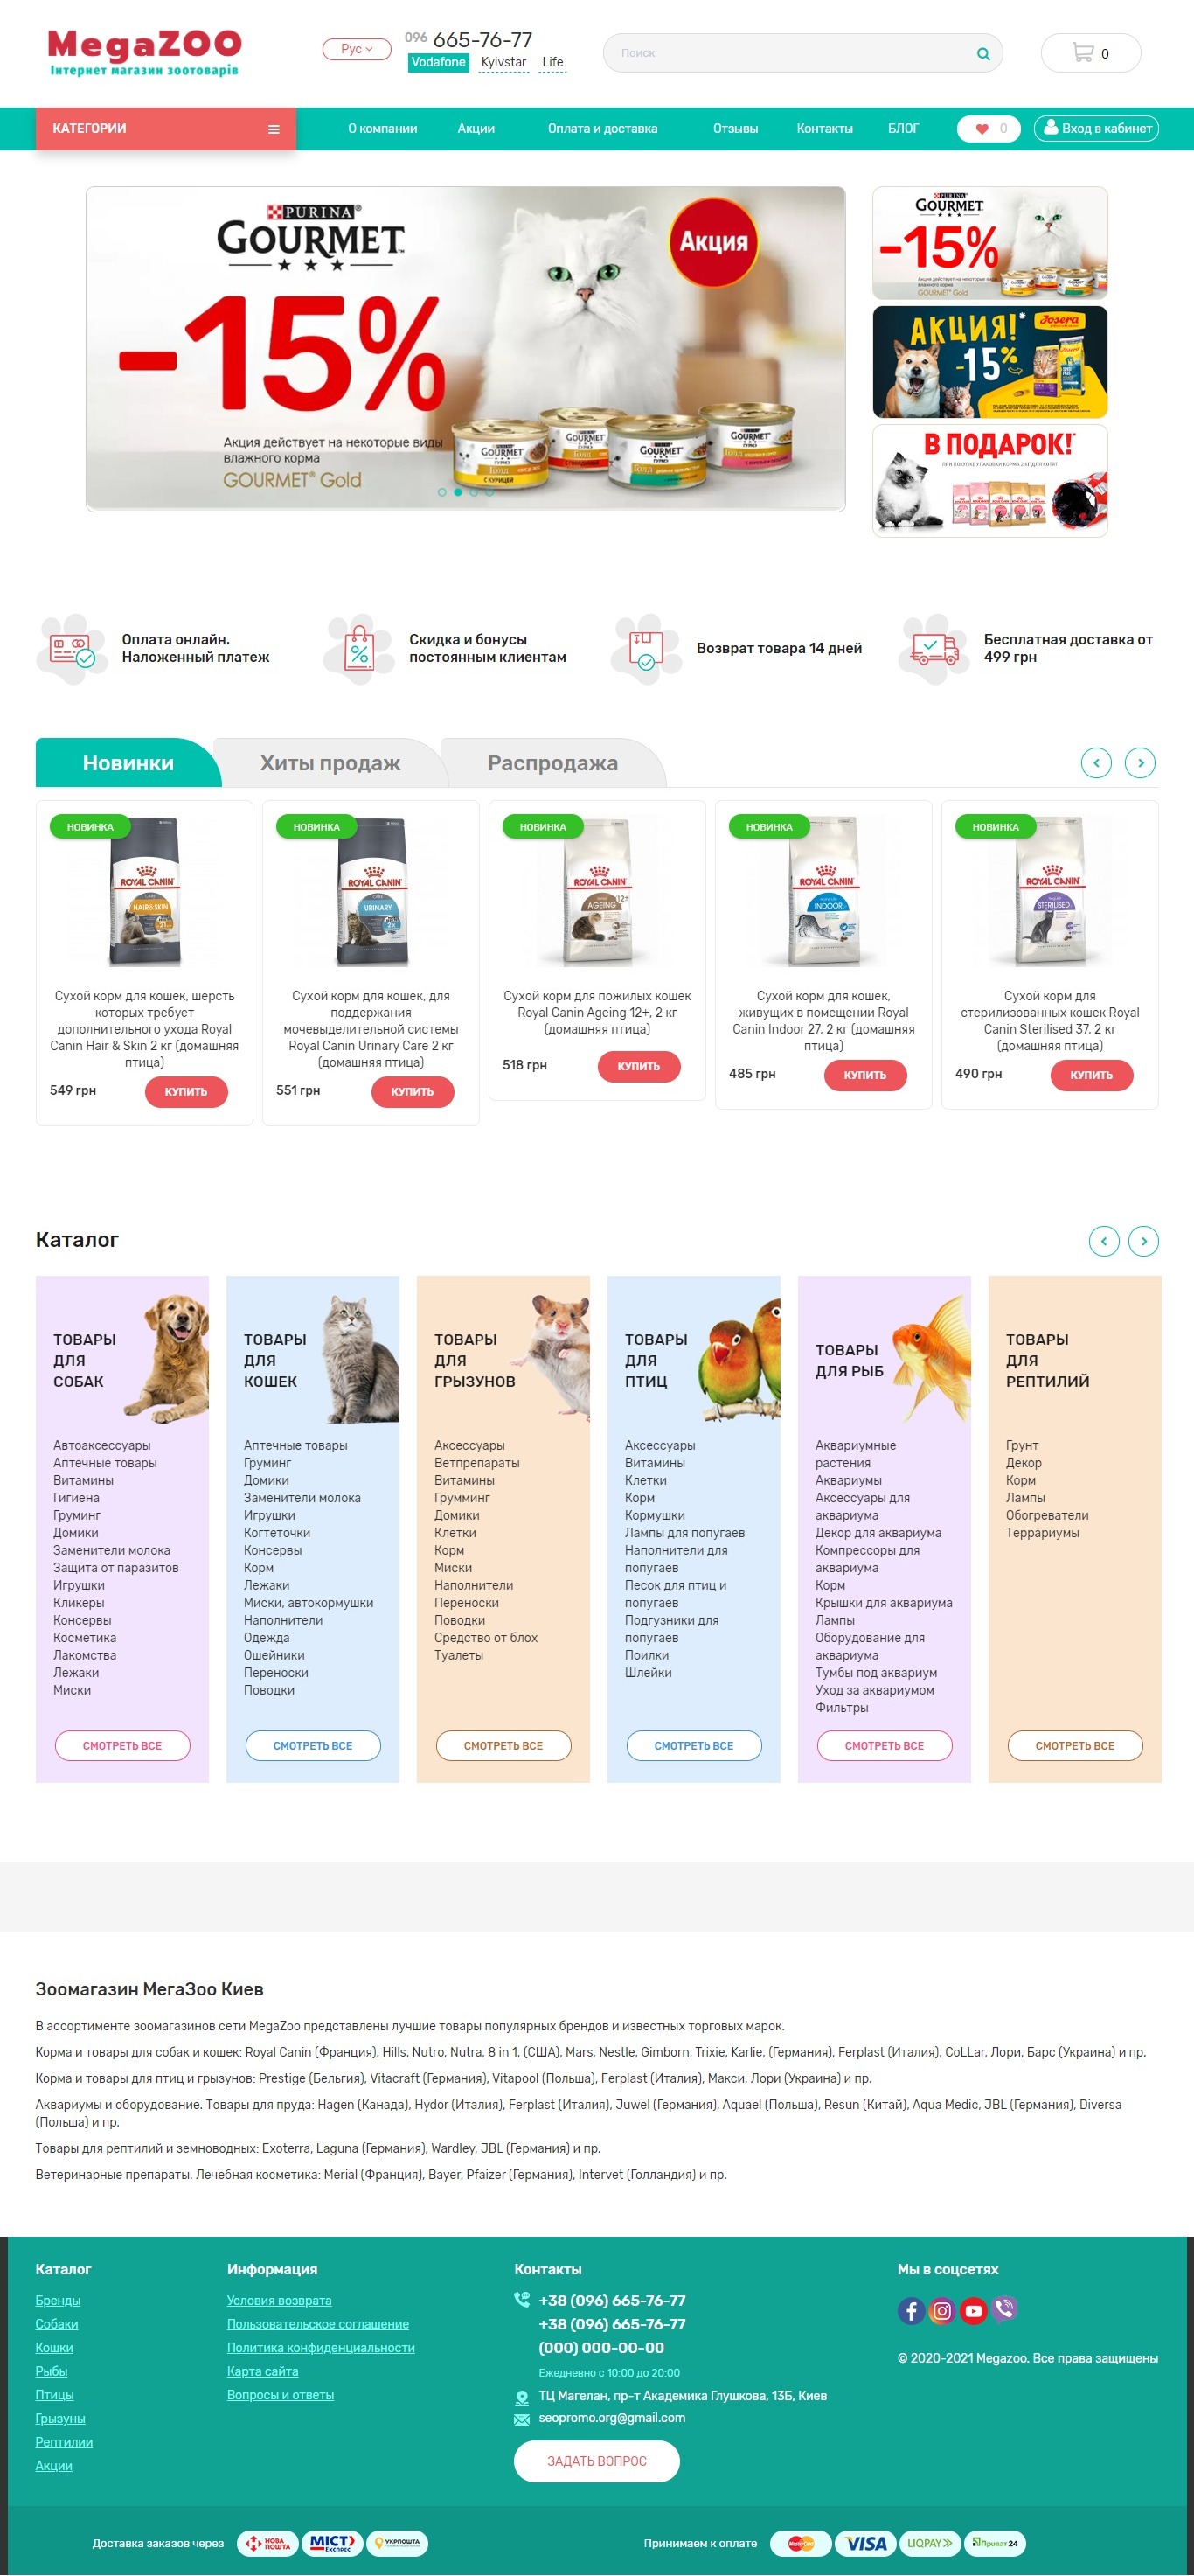 MegaZOO
Інтернет магазин зоотоварів
Рус
096 665-76-77
Vodafone Kyivstar Life
Поиск
0
КАТЕГОРИИ
О компании
Акции
Оплата и доставка
Отзывы
Контакты
БЛОГ
0
Вход в кабинет
PURINA
GOURMET
-15%
Акция
Акция действует на некоторые виды
влажного корма
GOURMET® Gold
PURINA
GOURMET
-15%
GOURMET® Gold
АКЦИЯ!*
-15%
Josera
В ПОДАРОК!*
Оплата онлайн.
Наложенный платеж
Скидка и бонусы
постоянным клиентам
Возврат товара 14 дней
Бесплатная доставка от
499 грн
Новинки
Хиты продаж
Распродажа
НОВИНКА
ROYAL CANIN
HAIR&SKIN
Сухой корм для кошек, шерсть
которых требует
дополнительного ухода Royal
Canin Hair & Skin 2 кг (домашняя
птица)
549 грн
КУПИТЬ
НОВИНКА
ROYAL CANIN
URINARY
Сухой корм для кошек, для
поддержания
мочевыделительной системы
Royal Canin Urinary Care 2 кг
(домашняя птица)
551 грн
КУПИТЬ
НОВИНКА
ROYAL CANIN
AGEING
12+
Сухой корм для пожилых кошек
Royal Canin Ageing 12+, 2 кг
(домашняя птица)
518 грн
КУПИТЬ
НОВИНКА
ROYAL CANIN
INDOOR
Сухой корм для кошек,
живущих в помещении Royal
Canin Indoor 27, 2 кг (домашняя
птица)
485 грн
КУПИТЬ
НОВИНКА
ROYAL CANIN
STERILISED
Сухой корм для
стерилизованных кошек Royal
Canin Sterilised 37, 2 кг
(домашняя птица)
490 грн
КУПИТЬ
Каталог
ТОВАРЫ
ДЛЯ
СОБАК
Автоаксессуары
Аптечные товары
Витамины
Гигиена
Груминг
Домики
Заменители молока
Защита от паразитов
Игрушки
Кликеры
Консервы
Косметика
Лакомства
Лежаки
Миски
СМОТРЕТЬ ВСЕ
ТОВАРЫ
ДЛЯ
КОШЕК
Аптечные товары
Груминг
Домики
Заменители молока
Игрушки
Когтеточки
Консервы
Корм
Лежаки
Миски, автокормушки
Наполнители
Одежда
Ошейники
Переноски
Поводки
СМОТРЕТЬ ВСЕ
ТОВАРЫ
ДЛЯ
ГРЫЗУНОВ
Аксессуары
Ветпрепараты
Витамины
Грумминг
Домики
Клетки
Корм
Миски
Наполнители
Переноски
Поводки
Средство от блох
Туалеты
СМОТРЕТЬ ВСЕ
ТОВАРЫ
ДЛЯ
ПТИЦ
Аксессуары
Витамины
Клетки
Корм
Кормушки
Лампы для попугаев
Наполнители для
попугаев
Песок для птиц и
попугаев
Подгузники для
попугаев
Поилки
Шлейки
СМОТРЕТЬ ВСЕ
ТОВАРЫ
ДЛЯ РЫБ
Аквариумные
растения
Аквариумы
Аксессуары для
аквариума
Декор для аквариума
Компрессоры для
аквариума
Корм
Крышки для аквариума
Лампы
Оборудование для
аквариума
Тумбы под аквариум
Уход за аквариумом
Фильтры
СМОТРЕТЬ ВСЕ
ТОВАРЫ
ДЛЯ
РЕПТИЛИЙ
Грунт
Декор
Корм
Лампы
Обогреватели
Террариумы
СМОТРЕТЬ ВСЕ
Зоомагазин МегаЗоо Киев
В ассортименте зоомагазинов сети MegaZoo представлены лучшие товары популярных брендов и известных торговых марок.
Корма и товары для собак и кошек: Royal Canin (Франция), Hills, Nutro, Nutra, 8 in 1, (США), Mars, Nestle, Gimborn, Trixie, Karlie, (Германия), Ferplast (Италия), CoLLar, Лори, Барс (Украина) и пр.
Корма и товары для птиц и грызунов: Prestige (Бельгия), Vitacraft (Германия), Vitapool (Польша), Ferplast (Италия), Макси, Лори (Украина) и пр.
Аквариумы и оборудование. Товары для пруда: Hagen (Канада), Hydor (Италия), Ferplast (Италия), Juwel (Германия), Aquael (Польша), Resun (Китай), Aqua Medic, JBL (Германия), Diversa
(Польша) и пр.
Товары для рептилий и земноводных: Exoterra, Laguna (Германия), Wardley, JBL (Германия) и пр.
Ветеринарные препараты. Лечебная косметика: Merial (Франция), Bayer, Pfaizer (Германия), Intervet (Голландия) и пр.
Каталог
Бренды
Собаки
Кошки
Рыбы
Птицы
Грызуны
Рептилии
Акции
Информация
Условия возврата
Пользовательское соглашение
Политика конфиденциальности
Карта сайта
Вопросы и ответы
Контакты
+38 (096) 665-76-77
+38 (096) 665-76-77
(000) 000-00-00
Ежедневно с 10:00 до 20:00
ТЦ Магелан, пр-т Академика Глушкова, 13Б, Киев
seopromo.org@gmail.com
ЗАДАТЬ ВОПРОС
Мы в соцсетях
© 2020-2021 Megazoo. Все права защищены
Доставка заказов через
НОВА ПОШТА
МІСТ ЕКСПРЕС
УКРПОШТА
Принимаем к оплате
MasterCard
VISA
LIQPAY
Приват 24